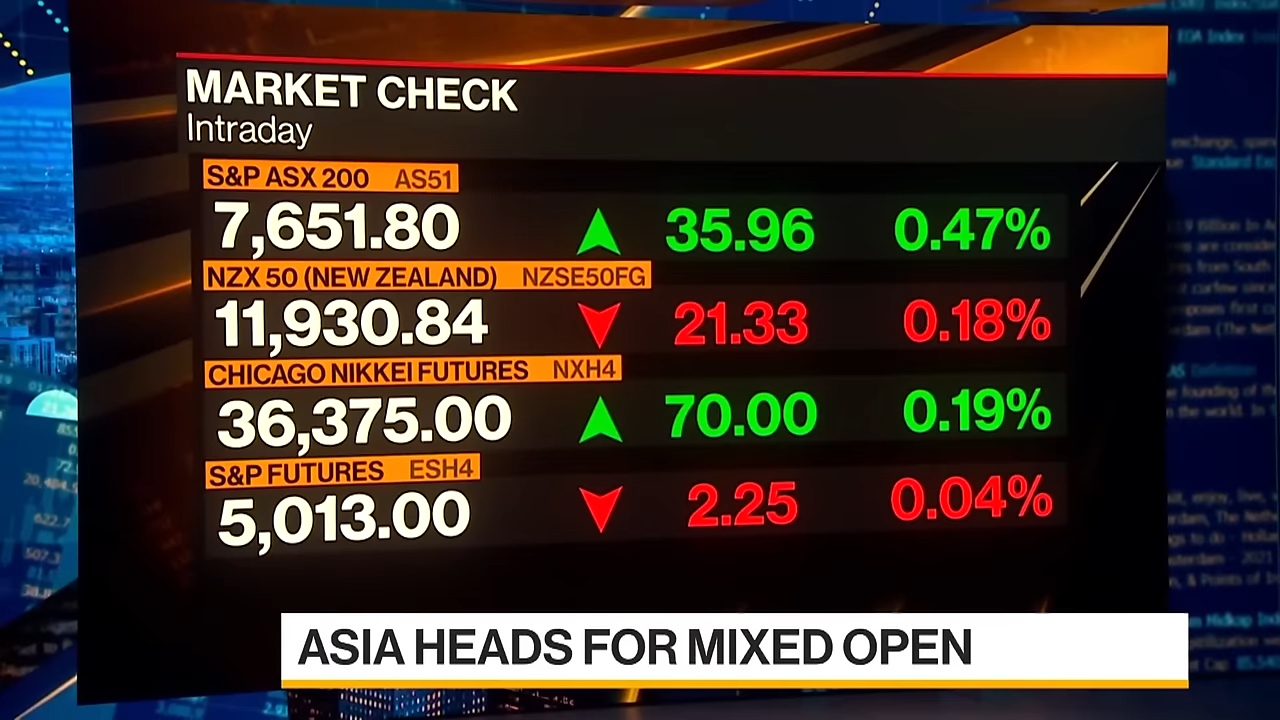 MARKET CHECK
Intraday
S&P ASX 200 AS51
7,651.80 35.96 0.47%
NZX 50 (NEW ZEALAND) NZSE50FG
11,930.84 21.33 0.18%
CHICAGO NIKKEI FUTURES NXH4
36,375.00 70.00 0.19%
S&P FUTURES ESH4
5,013.00 2.25 0.04%
ASIA HEADS FOR MIXED OPEN